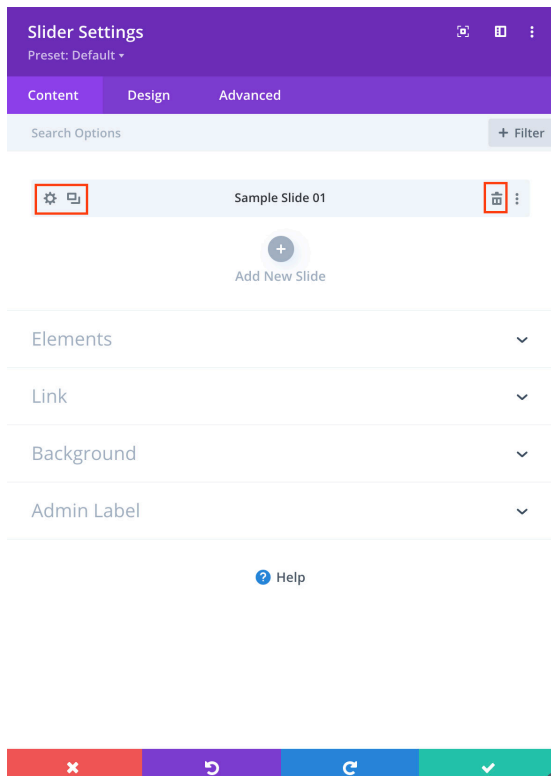 Slider Settings
Preset: Default
Content Design Advanced
Search Options + Filter
Sample Slide 01
Add New Slide
Elements
Link
Background
Admin Label
? Help